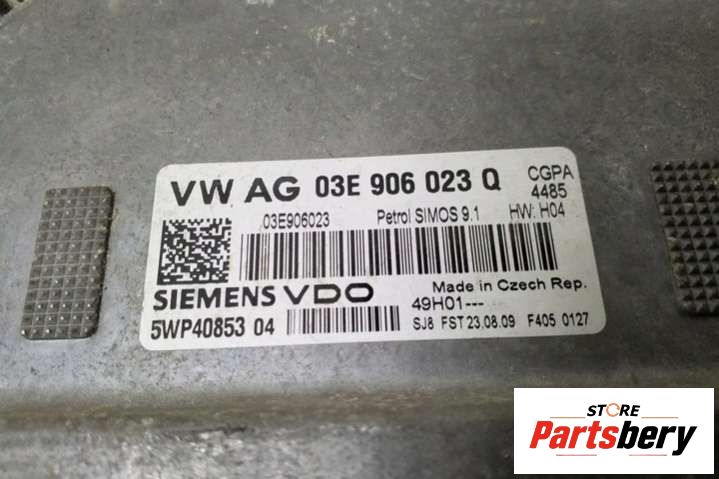 VW AG 03E 906 023 Q CGPA
4485
03E906023 Petrol SIMOS 9.1 HW: H04
SIEMENS VDO Made in Czech Rep.
49H01---
5WP40853 04 SJ8 FST 23.08.09 F405 0127
STORE
Partsbery